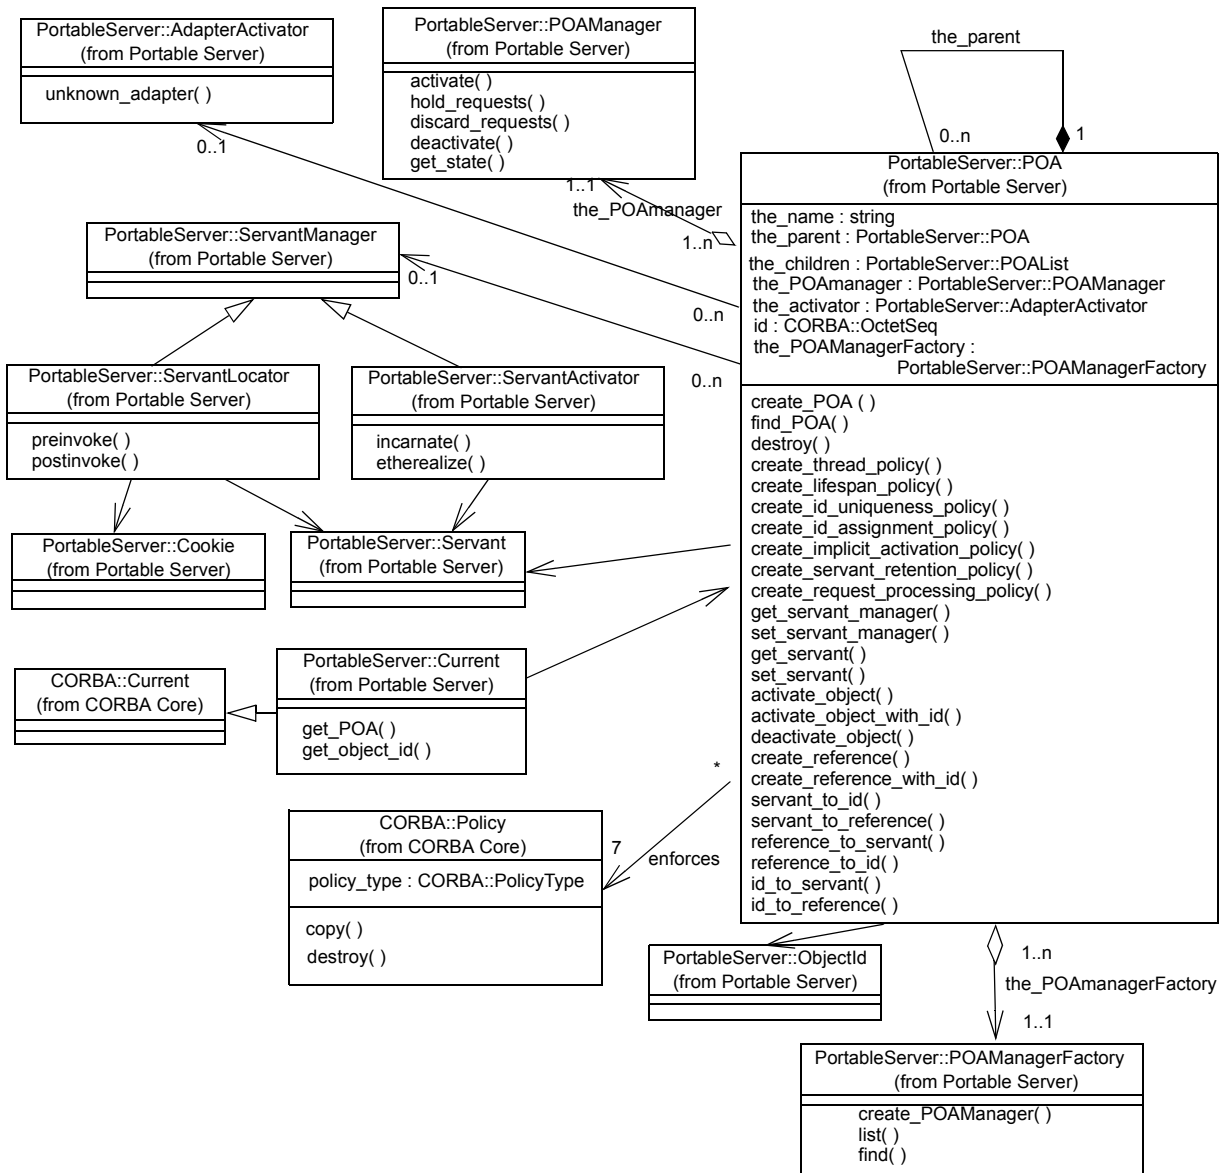 PortableServer::AdapterActivator
(from Portable Server)
unknown_adapter( )
0..1
PortableServer::POAManager
(from Portable Server)
activate( )
hold_requests( )
discard_requests( )
deactivate( )
get_state( )
1..1
the_POAmanager
1..n
the_parent
0..n
1
PortableServer::POA
(from Portable Server)
the_name : string
the_parent : PortableServer::POA
the_children : PortableServer::POAList
the_POAmanager : PortableServer::POAManager
the_activator : PortableServer::AdapterActivator
id : CORBA::OctetSeq
the_POAManagerFactory :
PortableServer::POAManagerFactory
create_POA ( )
find_POA( )
destroy( )
create_thread_policy( )
create_lifespan_policy( )
create_id_uniqueness_policy( )
create_id_assignment_policy( )
create_implicit_activation_policy( )
create_servant_retention_policy( )
create_request_processing_policy( )
get_servant_manager( )
set_servant_manager( )
get_servant( )
set_servant( )
activate_object( )
activate_object_with_id( )
deactivate_object( )
create_reference( )
create_reference_with_id( )
servant_to_id( )
servant_to_reference( )
reference_to_servant( )
reference_to_id( )
id_to_servant( )
id_to_reference( )
PortableServer::ServantManager
(from Portable Server)
0..1
0..n
0..n
PortableServer::ServantLocator
(from Portable Server)
preinvoke( )
postinvoke( )
PortableServer::ServantActivator
(from Portable Server)
incarnate( )
etherealize( )
PortableServer::Cookie
(from Portable Server)
PortableServer::Servant
(from Portable Server)
CORBA::Current
(from CORBA Core)
PortableServer::Current
(from Portable Server)
get_POA( )
get_object_id( )
*
7
enforces
CORBA::Policy
(from CORBA Core)
policy_type : CORBA::PolicyType
copy( )
destroy( )
PortableServer::ObjectId
(from Portable Server)
1..n
the_POAmanagerFactory
1..1
PortableServer::POAManagerFactory
(from Portable Server)
create_POAManager( )
list( )
find( )